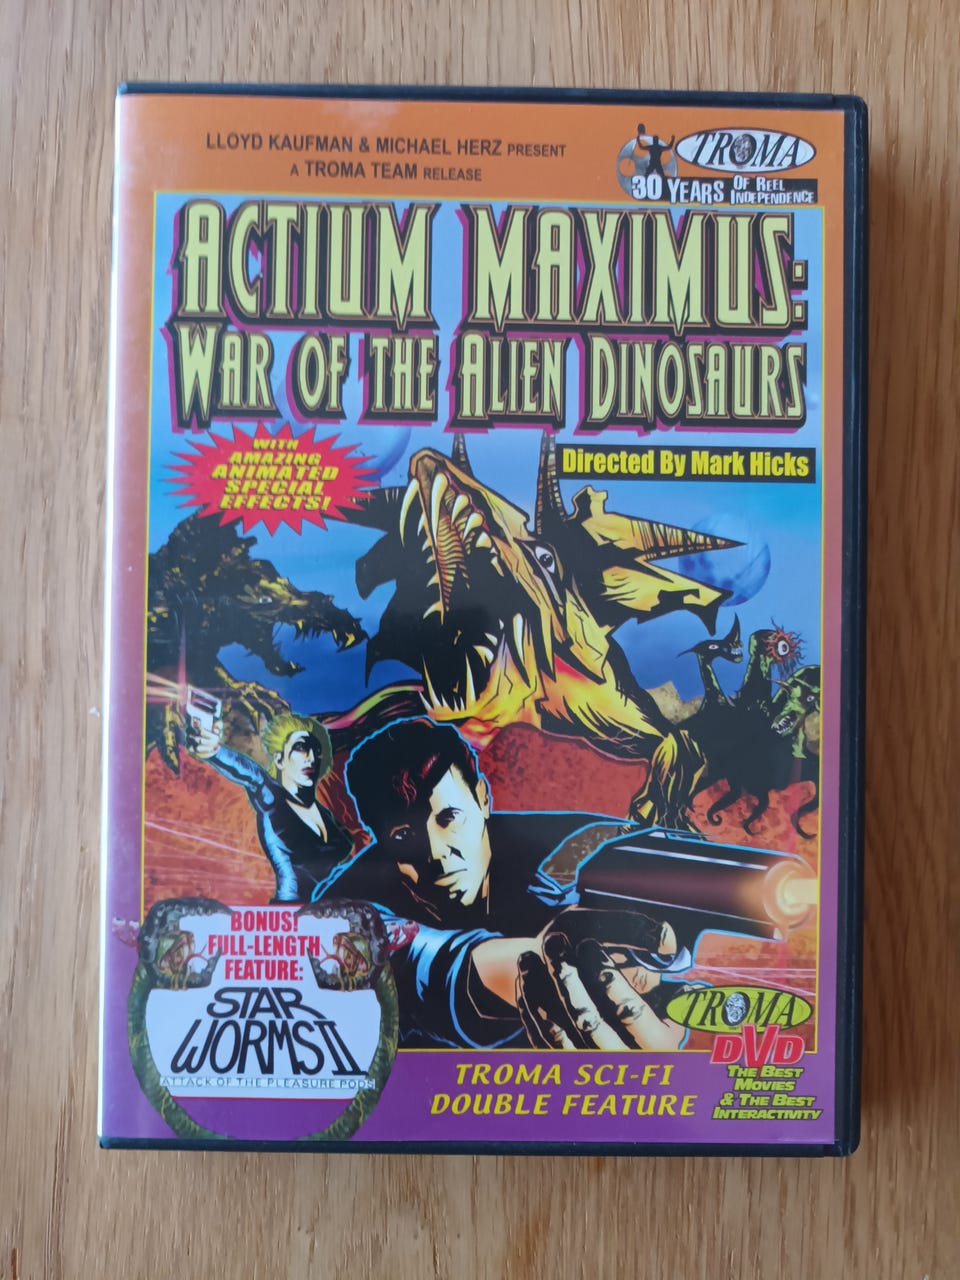 LLOYD KAUFMAN & MICHAEL HERZ PRESENT
A TROMA TEAM RELEASE
TROMA
30 YEARS OF REEL INDEPENDENCE
ACTIUM MAXIMUS:
WAR OF THE ALIEN DINOSAURS
WITH
AMAZING
ANIMATED
SPECIAL
EFFECTS!
Directed By Mark Hicks
BONUS!
FULL-LENGTH
FEATURE:
STAR
WORMS II
ATTACK OF THE PLEASURE PODS
TROMA SCI-FI
DOUBLE FEATURE
TROMA
DVD
THE BEST
MOVIES
& THE BEST
INTERACTIVITY